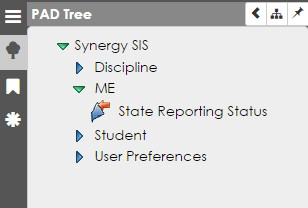 PAD Tree
Synergy SIS
Discipline
ME
State Reporting Status
Student
User Preferences